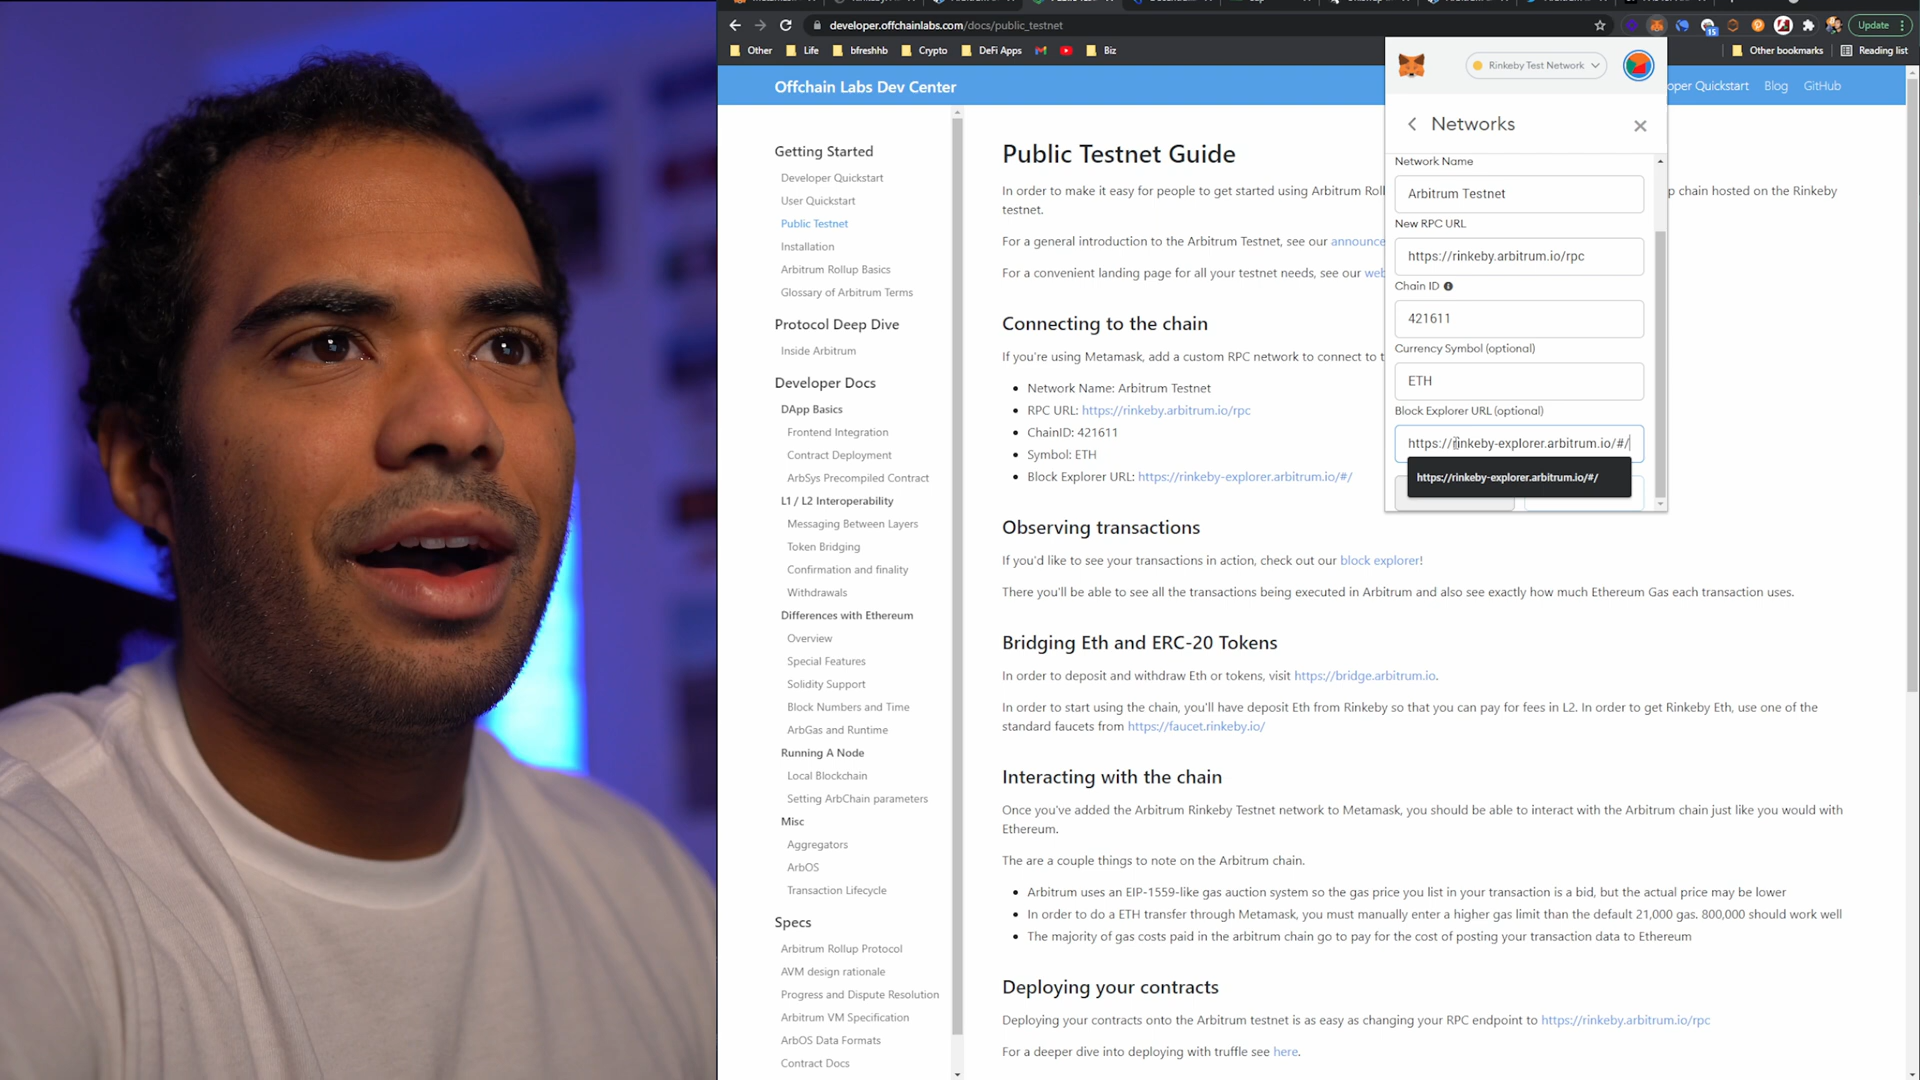 developer.offchainlabs.com/docs/public_testnet
Update
Other
Life
bfreshhb
Crypto
DeFi Apps
Biz
Other bookmarks
Reading list
Offchain Labs Dev Center
oper Quickstart
Blog
GitHub
Getting Started
Developer Quickstart
User Quickstart
Public Testnet
Installation
Arbitrum Rollup Basics
Glossary of Arbitrum Terms
Protocol Deep Dive
Inside Arbitrum
Developer Docs
DApp Basics
Frontend Integration
Contract Deployment
ArbSys Precompiled Contract
L1 / L2 Interoperability
Messaging Between Layers
Token Bridging
Confirmation and finality
Withdrawals
Differences with Ethereum
Overview
Special Features
Solidity Support
Block Numbers and Time
ArbGas and Runtime
Running A Node
Local Blockchain
Setting ArbChain parameters
Misc
Aggregators
ArbOS
Transaction Lifecycle
Specs
Arbitrum Rollup Protocol
AVM design rationale
Progress and Dispute Resolution
Arbitrum VM Specification
ArbOS Data Formats
Contract Docs
Public Testnet Guide
In order to make it easy for people to get started using Arbitrum Rol p chain hosted on the Rinkeby
testnet.
For a general introduction to the Arbitrum Testnet, see our announce
For a convenient landing page for all your testnet needs, see our web
Connecting to the chain
If you're using Metamask, add a custom RPC network to connect to t
Network Name: Arbitrum Testnet
RPC URL: https://rinkeby.arbitrum.io/rpc
ChainID: 421611
Symbol: ETH
Block Explorer URL: https://rinkeby-explorer.arbitrum.io/#/
Observing transactions
If you'd like to see your transactions in action, check out our block explorer!
There you'll be able to see all the transactions being executed in Arbitrum and also see exactly how much Ethereum Gas each transaction uses.
Bridging Eth and ERC-20 Tokens
In order to deposit and withdraw Eth or tokens, visit https://bridge.arbitrum.io.
In order to start using the chain, you'll have deposit Eth from Rinkeby so that you can pay for fees in L2. In order to get Rinkeby Eth, use one of the
standard faucets from https://faucet.rinkeby.io/
Interacting with the chain
Once you've added the Arbitrum Rinkeby Testnet network to Metamask, you should be able to interact with the Arbitrum chain just like you would with
Ethereum.
The are a couple things to note on the Arbitrum chain.
Arbitrum uses an EIP-1559-like gas auction system so the gas price you list in your transaction is a bid, but the actual price may be lower
In order to do a ETH transfer through Metamask, you must manually enter a higher gas limit than the default 21,000 gas. 800,000 should work well
The majority of gas costs paid in the arbitrum chain go to pay for the cost of posting your transaction data to Ethereum
Deploying your contracts
Deploying your contracts onto the Arbitrum testnet is as easy as changing your RPC endpoint to https://rinkeby.arbitrum.io/rpc
For a deeper dive into deploying with truffle see here.
Rinkeby Test Network
Networks
Network Name
Arbitrum Testnet
New RPC URL
https://rinkeby.arbitrum.io/rpc
Chain ID
421611
Currency Symbol (optional)
ETH
Block Explorer URL (optional)
https://rinkeby-explorer.arbitrum.io/#/
https://rinkeby-explorer.arbitrum.io/#/